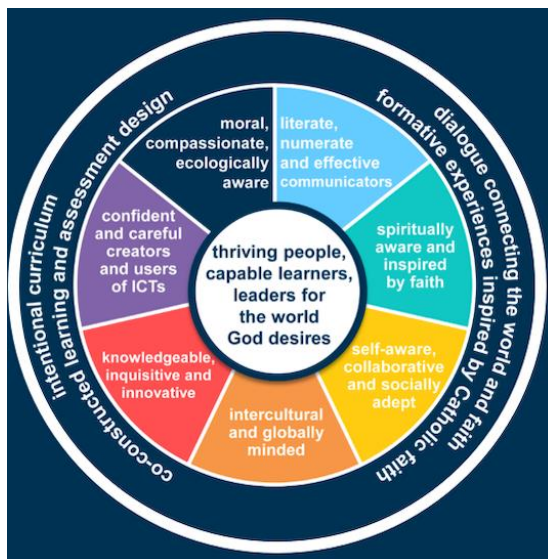 thriving people,
capable learners,
leaders for
the world
God desires
literate,
numerate
and effective
communicators
spiritually
aware and
inspired
by faith
self-aware,
collaborative
and socially
adept
intercultural
and globally
minded
knowledgeable,
inquisitive and
innovative
confident
and careful
creators
and users
of ICTs
moral,
compassionate,
ecologically
aware
intentional curriculum
co-constructed learning and assessment design
dialogue connecting the world and faith
formative experiences inspired by Catholic faith